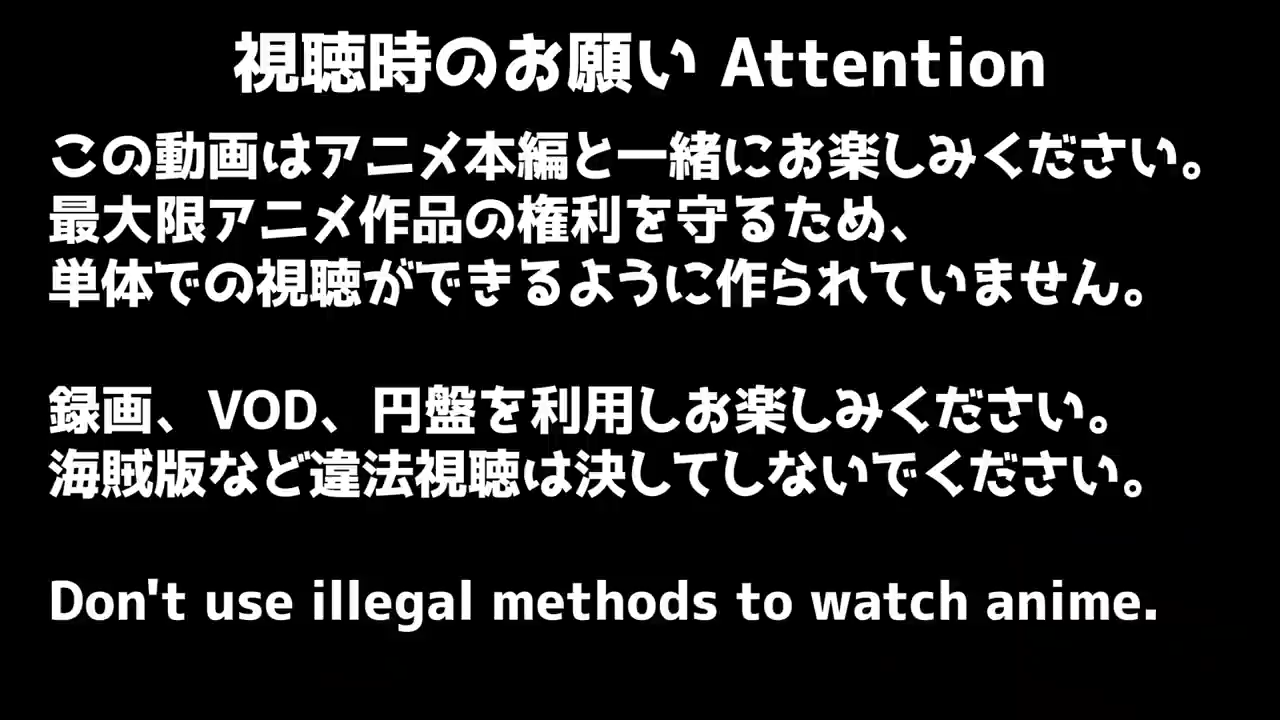 視聴時のお願い Attention
この動画はアニメ本編と一緒にお楽しみください。
最大限アニメ作品の権利を守るため、
単体での視聴ができるように作られていません。
録画、VOD、円盤を利用しお楽しみください。
海賊版など違法視聴は決してしないでください。
Don't use illegal methods to watch anime.